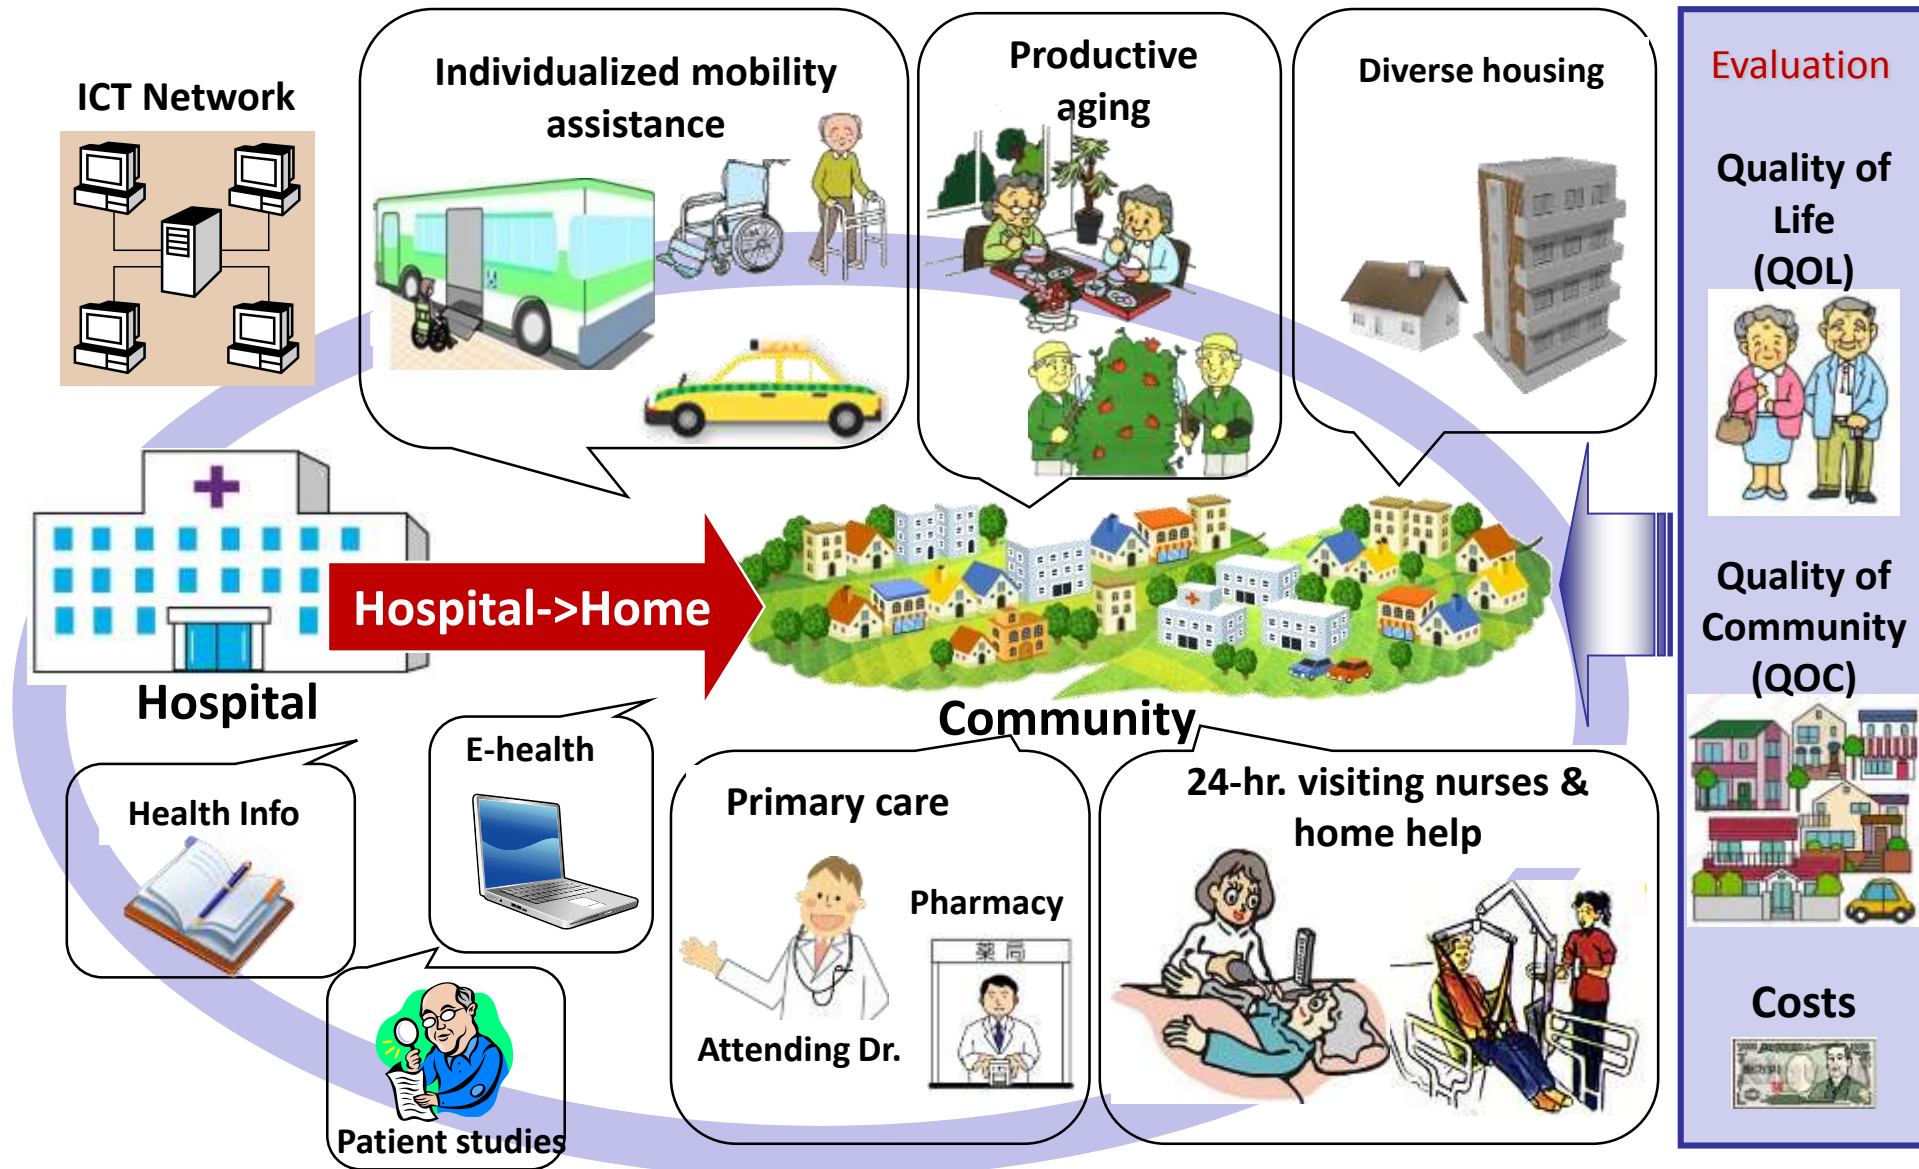 ICT Network
Individualized mobility
assistance
Productive
aging
Diverse housing
Evaluation
Quality of
Life
(QOL)
Quality of
Community
(QOC)
Costs
Hospital->Home
Hospital
Community
Health Info
E-health
Patient studies
Primary care
Attending Dr.
Pharmacy
薬局
24-hr. visiting nurses &
home help